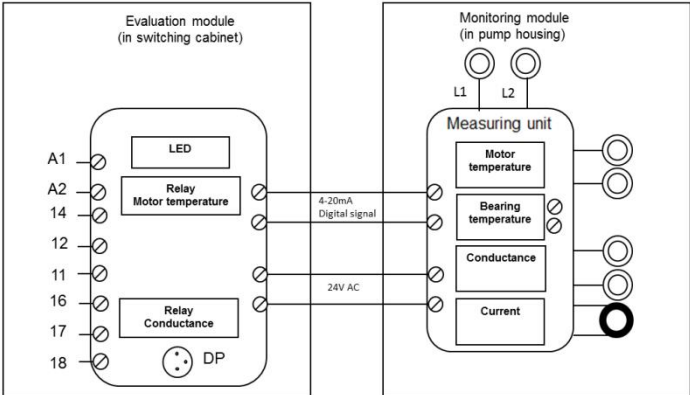 Evaluation module
(in switching cabinet)
Monitoring module
(in pump housing)
L1
L2
Measuring unit
A1
A2
14
12
11
16
17
18
LED
Relay
Motor temperature
Relay
Conductance
DP
4-20mA
Digital signal
24V AC
Motor
temperature
Bearing
temperature
Conductance
Current